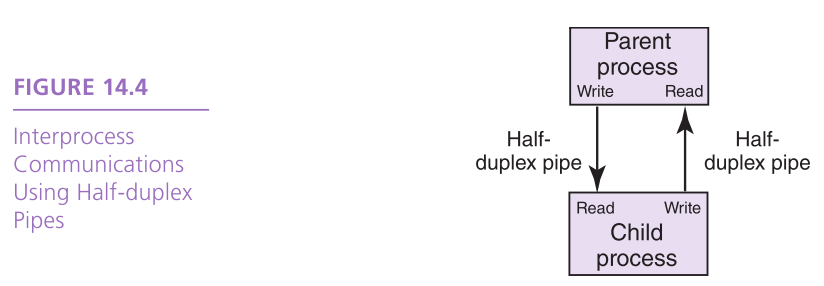 FIGURE 14.4
Interprocess
Communications
Using Half-duplex
Pipes
Parent
process
Write Read
Half-
duplex pipe
Half-
duplex pipe
Read Write
Child
process